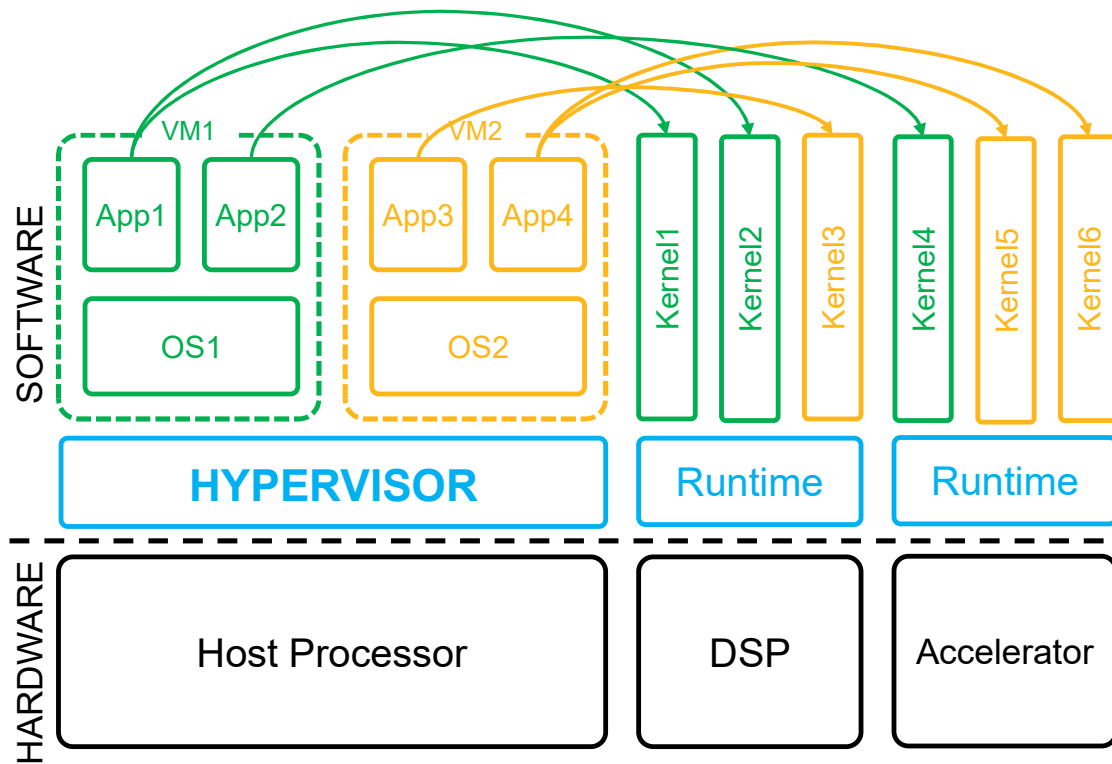 VM1
VM2
App1
App2
App3
App4
OS1
OS2
Kernel1
Kernel2
Kernel3
Kernel4
Kernel5
Kernel6
SOFTWARE
HYPERVISOR
Runtime
Runtime
HARDWARE
Host Processor
DSP
Accelerator